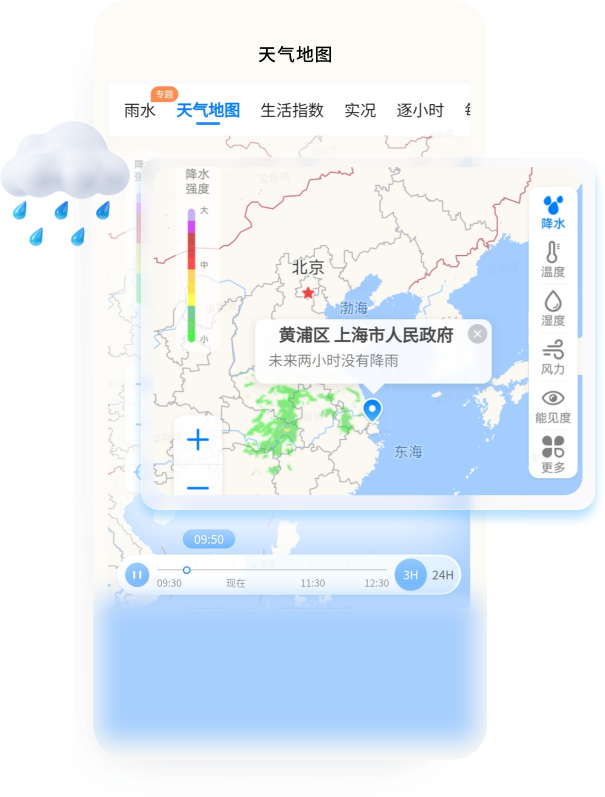 天气地图
专题
雨水 天气地图 生活指数 实况 逐小时
降水
强度
大
中
小
北京
渤海
黄浦区 上海市人民政府
未来两小时没有降雨
东海
降水
温度
湿度
风力
能见度
更多
09:50
09:30 现在 11:30 12:30
3H 24H